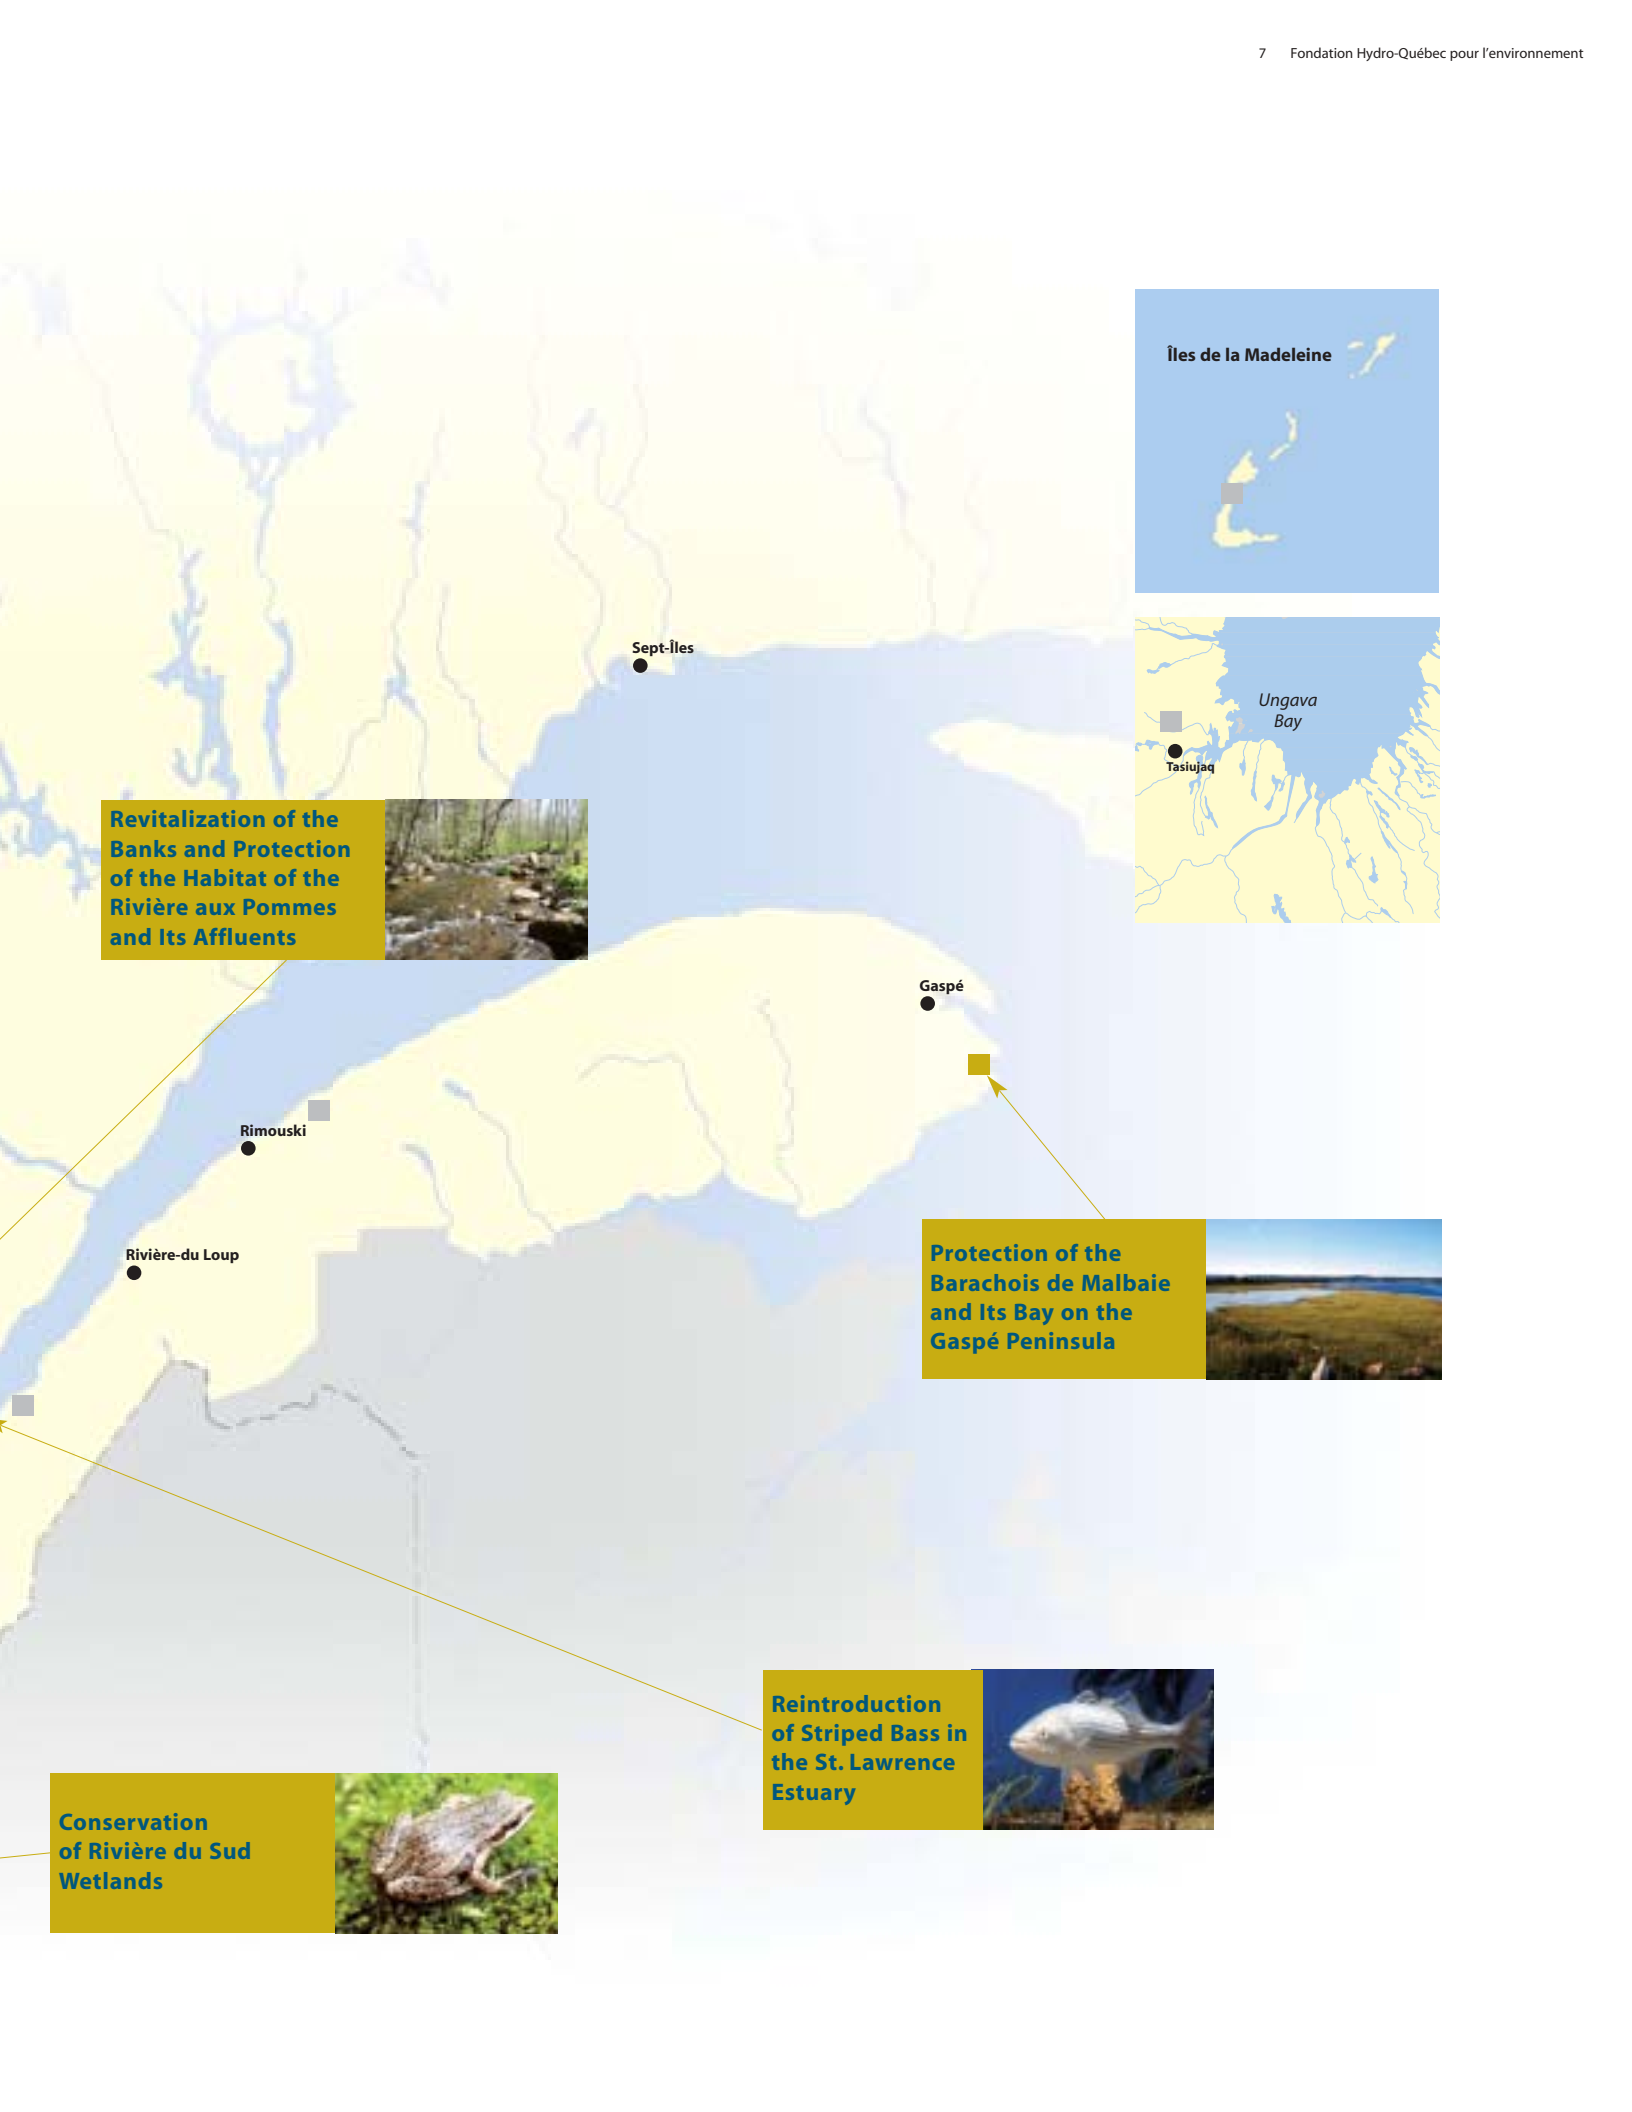 7 Fondation Hydro-Québec pour l'environnement
Îles de la Madeleine
Sept-Îles
Ungava
Bay
Tasiujaq
Revitalization of the
Banks and Protection
of the Habitat of the
Rivière aux Pommes
and Its Affluents
Gaspé
Rimouski
Rivière-du Loup
Protection of the
Barachois de Malbaie
and Its Bay on the
Gaspé Peninsula
Reintroduction
of Striped Bass in
the St. Lawrence
Estuary
Conservation
of Rivière du Sud
Wetlands